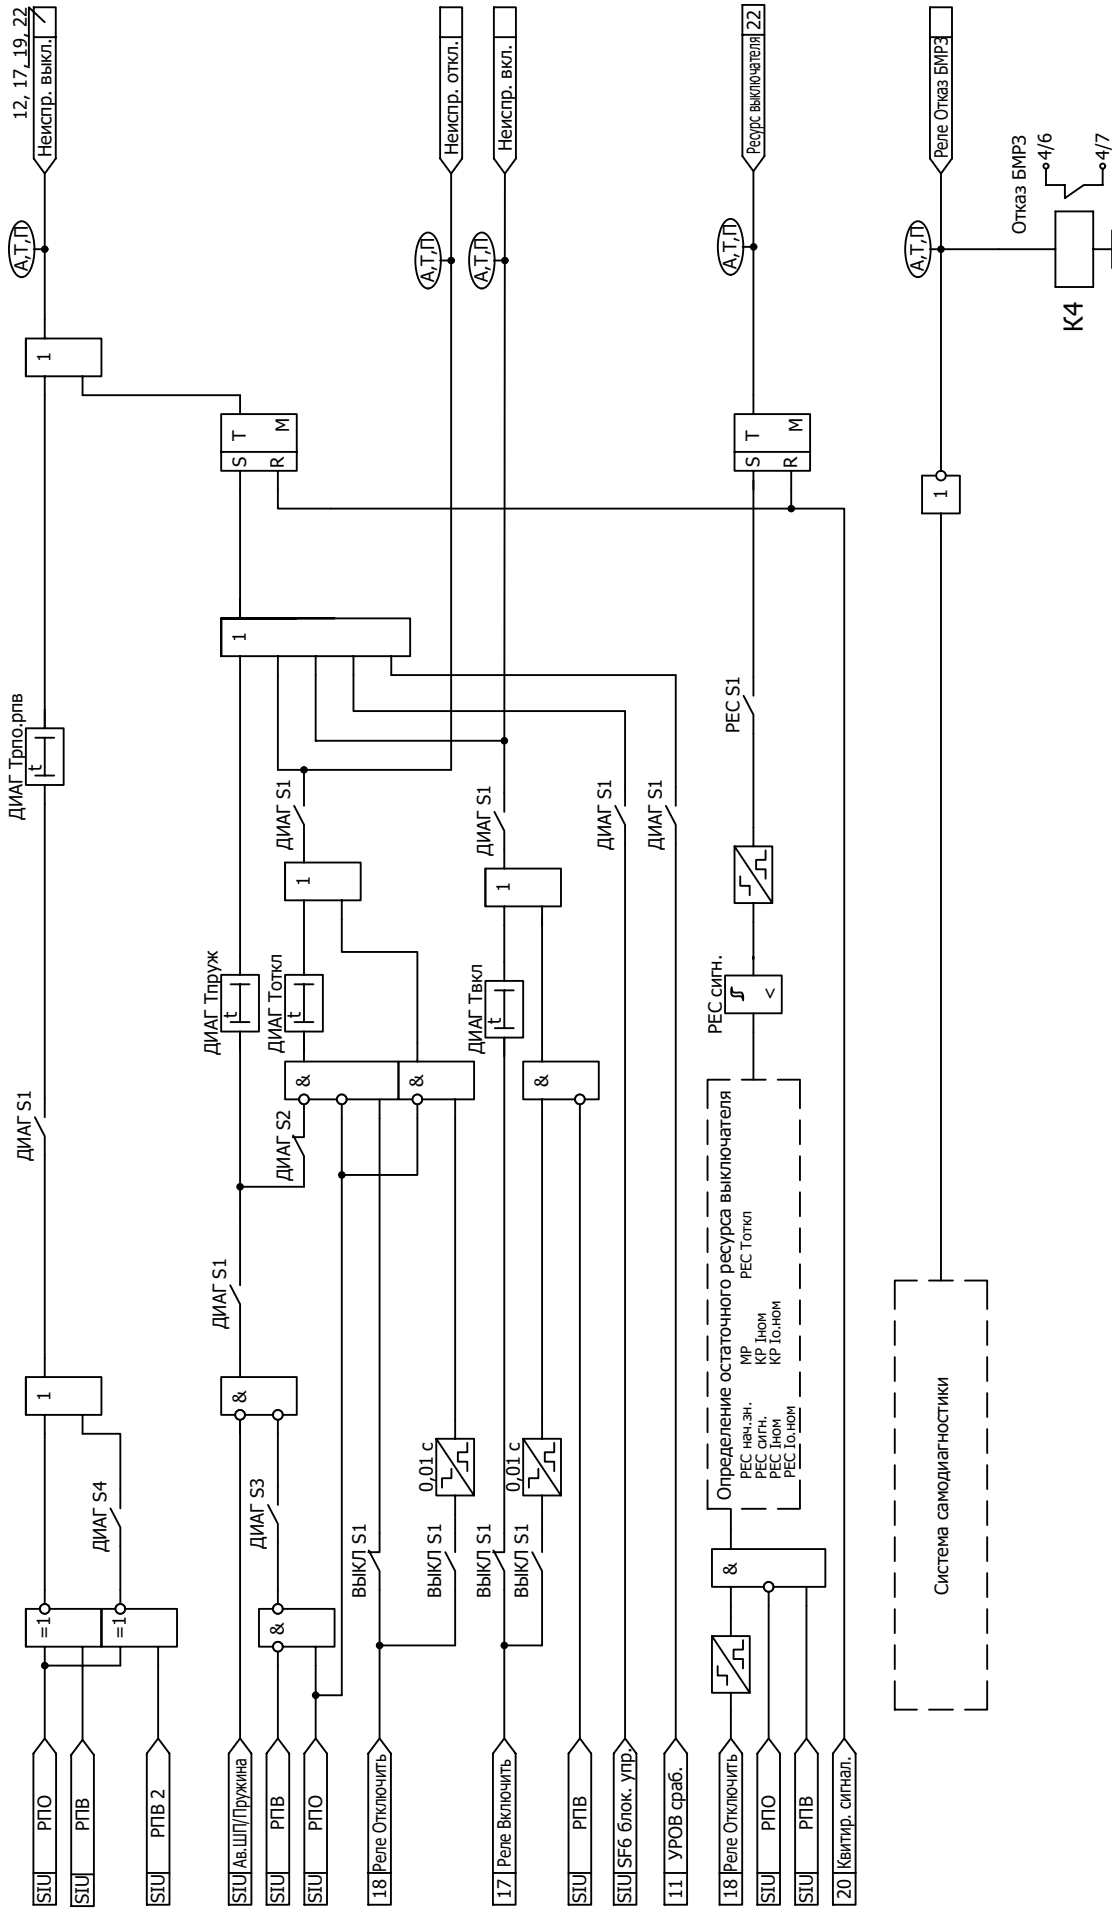 SIU РПО
SIU РПВ
SIU РПВ 2
=1
=1
ДИАГ S4
1
ДИАГ S1
ДИАГ Трпо.рпв
t
1
А,Т,П
Неиспр. выкл.
12, 17, 19, 22
SIU Ав.ШП/Пружина
SIU РПВ
SIU РПО
&
ДИАГ S3
&
ДИАГ S1
ДИАГ S2
ДИАГ Тпруж
t
ДИАГ Тоткл
t
&
&
1
ДИАГ S1
1
S T
R M
18 Реле Отключить
ВЫКЛ S1
ВЫКЛ S1
0,01 с
А,Т,П
Неиспр. откл.
17 Реле Включить
ВЫКЛ S1
ВЫКЛ S1
0,01 с
SIU РПВ
&
ДИАГ Твкл
t
1
ДИАГ S1
А,Т,П
Неиспр. вкл.
SIU SF6 блок. упр.
ДИАГ S1
11 УРОВ сраб.
ДИАГ S1
18 Реле Отключить
SIU РПО
SIU РПВ
&
Определение остаточного ресурса выключателя
РЕС нач.зн. МР РЕС Тоткл
РЕС сигн. КР Iном
РЕС Iном КР Iо.ном
РЕС Iо.ном
РЕС сигн.
<
РЕС S1
S T
R M
А,Т,П
Ресурс выключателя 22
20 Квитир. сигнал.
Система самодиагностики
1
А,Т,П
Реле Отказ БМРЗ
К4
Отказ БМРЗ
4/6
4/7